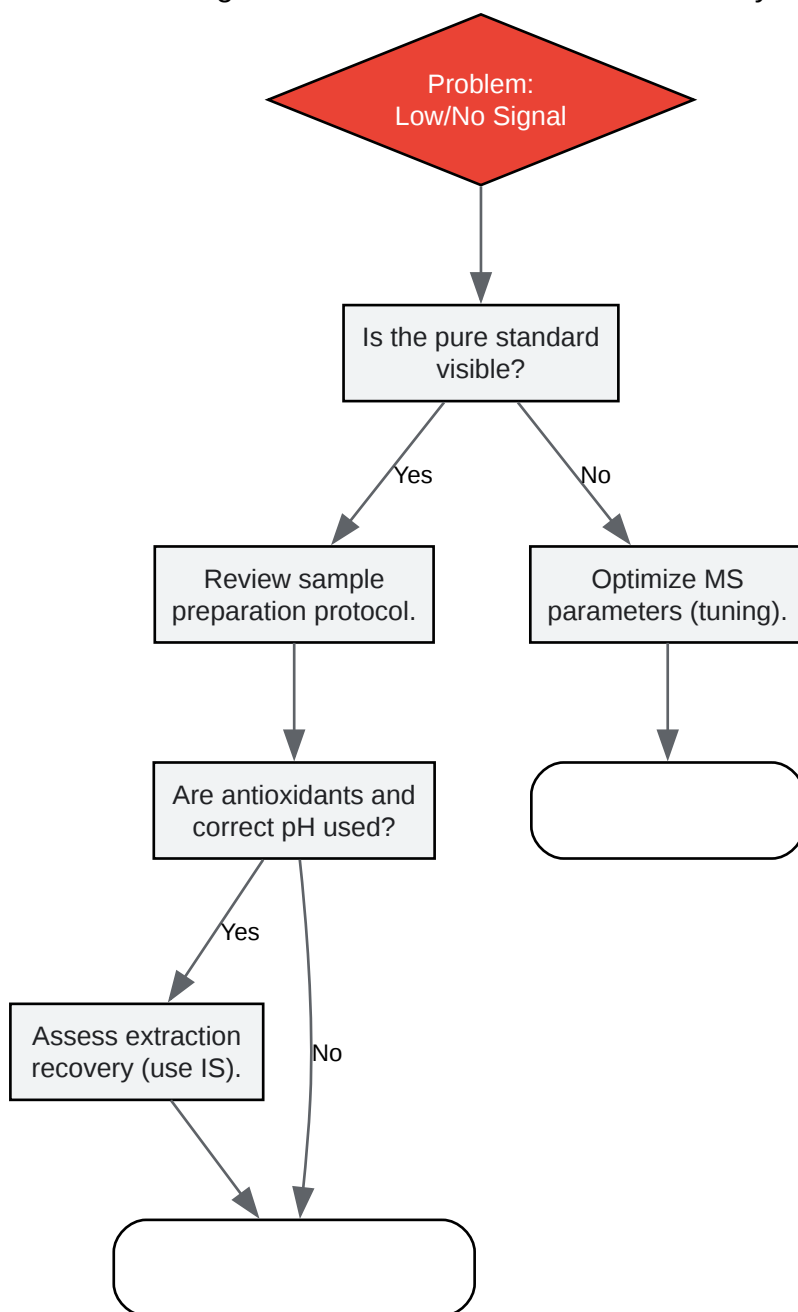 Problem:
Low/No Signal
Is the pure standard
visible?
Yes
No
Review sample
preparation protocol.
Optimize MS
parameters (tuning).
Are antioxidants and
correct pH used?
Yes
Assess extraction
recovery (use IS).
No